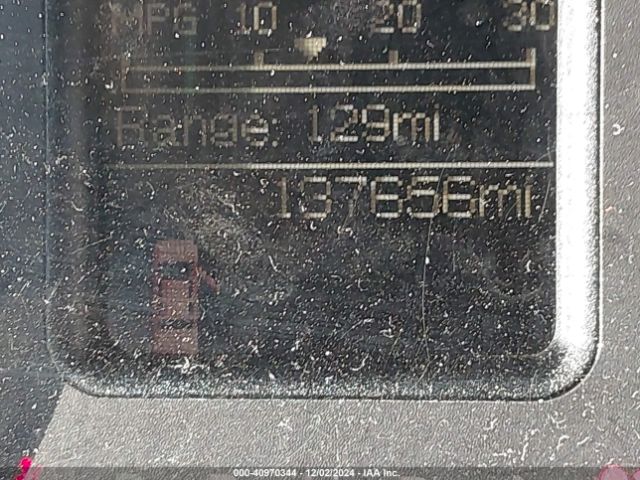 MPG 10 20 30
Range: 129mi
137656mi
000-40970344 - 12/02/2024 - IAA Inc.